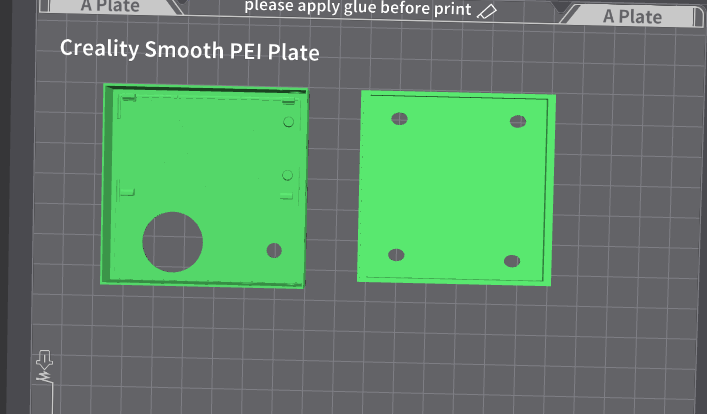 A Plate
please apply glue before print
A Plate
Creality Smooth PEI Plate